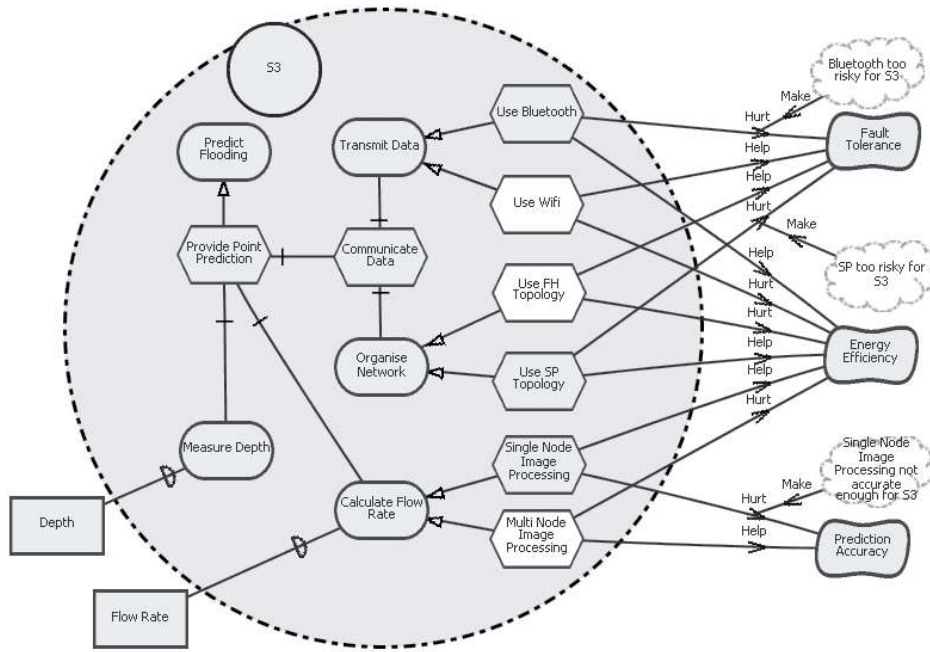 S3
Bluetooth too
risky for S3
Make
Hurt
Use Bluetooth
Predict
Flooding
Transmit Data
Fault
Tolerance
Help
Help
Use Wifi
Hurt
Make
Provide Point
Prediction
Communicate
Data
SP too risky for
S3
Help
Use FH
Topology
Hurt
Hurt
Energy
Efficiency
Organise
Network
Use SP
Topology
Help
Help
Hurt
Measure Depth
Single Node
Image
Processing
Single Node
Image
Processing not
accurate
enough for S3
Make
Hurt
Calculate Flow
Rate
Depth
Multi Node
Image
Processing
Help
Prediction
Accuracy
Flow Rate